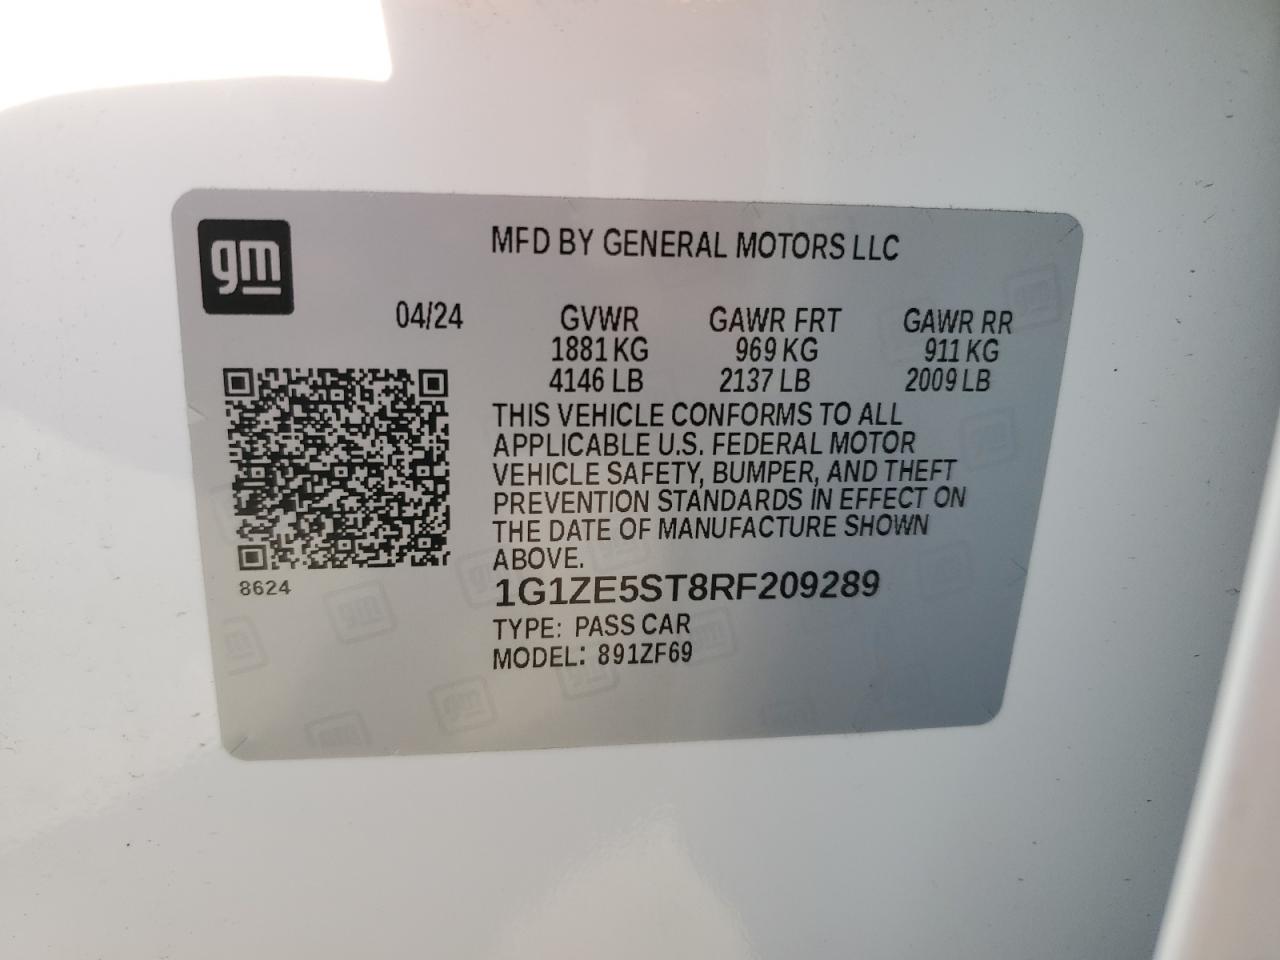 gm
MFD BY GENERAL MOTORS LLC
04/24
GVWR GAWR FRT GAWR RR
1881 KG 969 KG 911 KG
4146 LB 2137 LB 2009 LB
THIS VEHICLE CONFORMS TO ALL
APPLICABLE U.S. FEDERAL MOTOR
VEHICLE SAFETY, BUMPER, AND THEFT
PREVENTION STANDARDS IN EFFECT ON
THE DATE OF MANUFACTURE SHOWN
ABOVE.
8624
1G1ZE5ST8RF209289
TYPE: PASS CAR
MODEL: 891ZF69